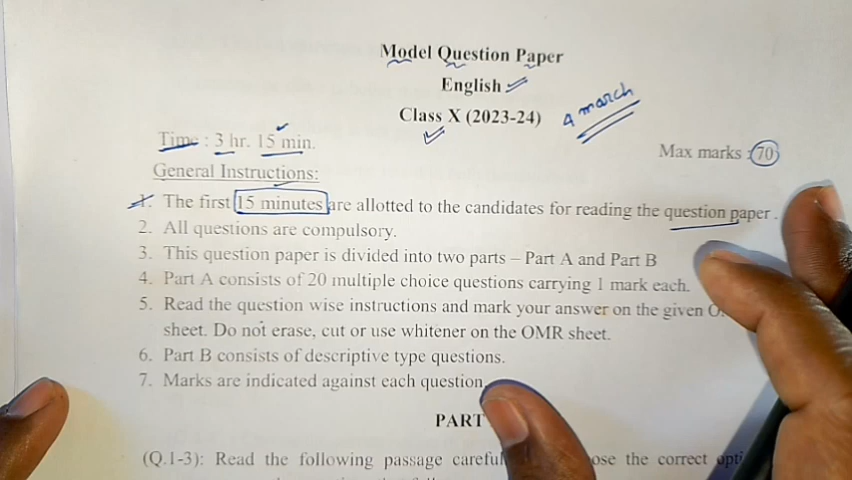 Model Question Paper
English
Class X (2023-24)
4 march
Time : 3 hr. 15 min.
Max marks : 70
General Instructions:
1. The first 15 minutes are allotted to the candidates for reading the question paper .
2. All questions are compulsory.
3. This question paper is divided into two parts – Part A and Part B
4. Part A consists of 20 multiple choice questions carrying 1 mark each.
5. Read the question wise instructions and mark your answer on the given
sheet. Do not erase, cut or use whitener on the OMR sheet.
6. Part B consists of descriptive type questions.
7. Marks are indicated against each question.
PART
(Q.1-3): Read the following passage the correct